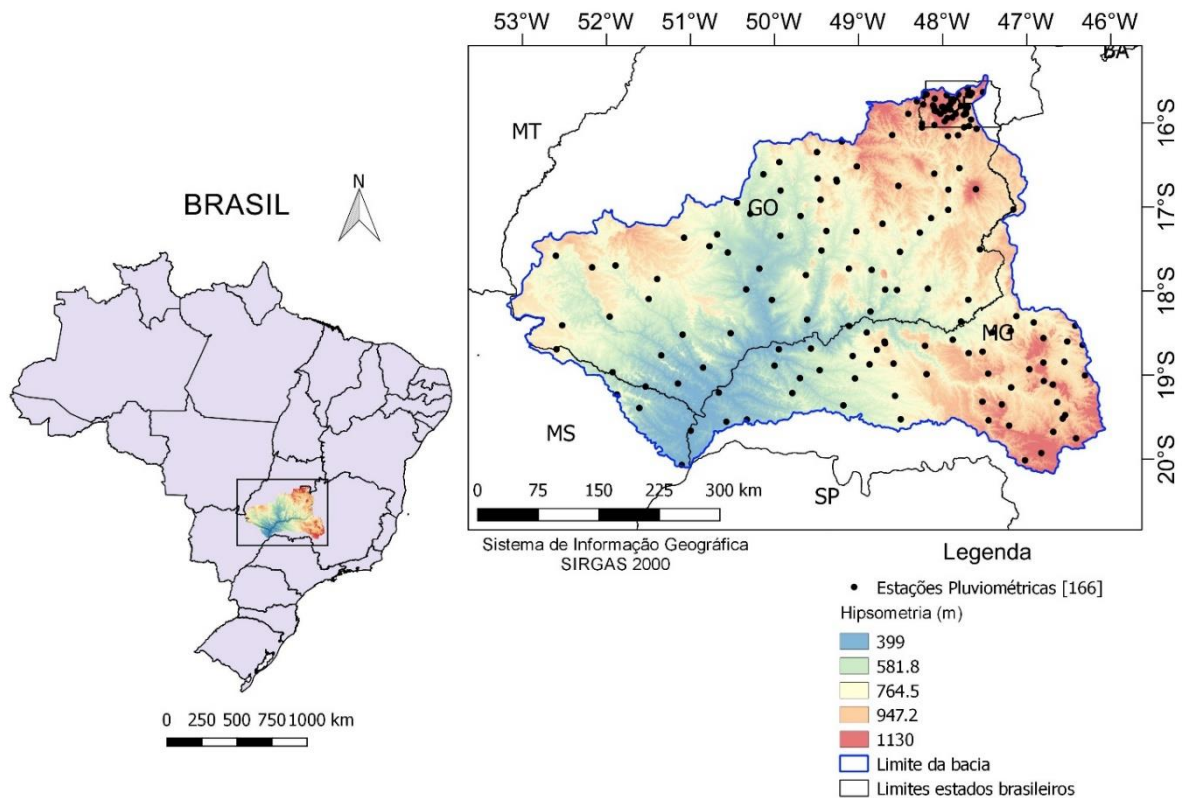 BRASIL
N
0 250 500 750 1000 km
53°W 52°W 51°W 50°W 49°W 48°W 47°W 46°W
BA
16°S
MT
GO
17°S
18°S
MG
19°S
MS
20°S
SP
0 75 150 225 300 km
Sistema de Informação Geográfica
SIRGAS 2000
Legenda
Estações Pluviométricas [166]
Hipsometria (m)
399
581.8
764.5
947.2
1130
Limite da bacia
Limites estados brasileiros